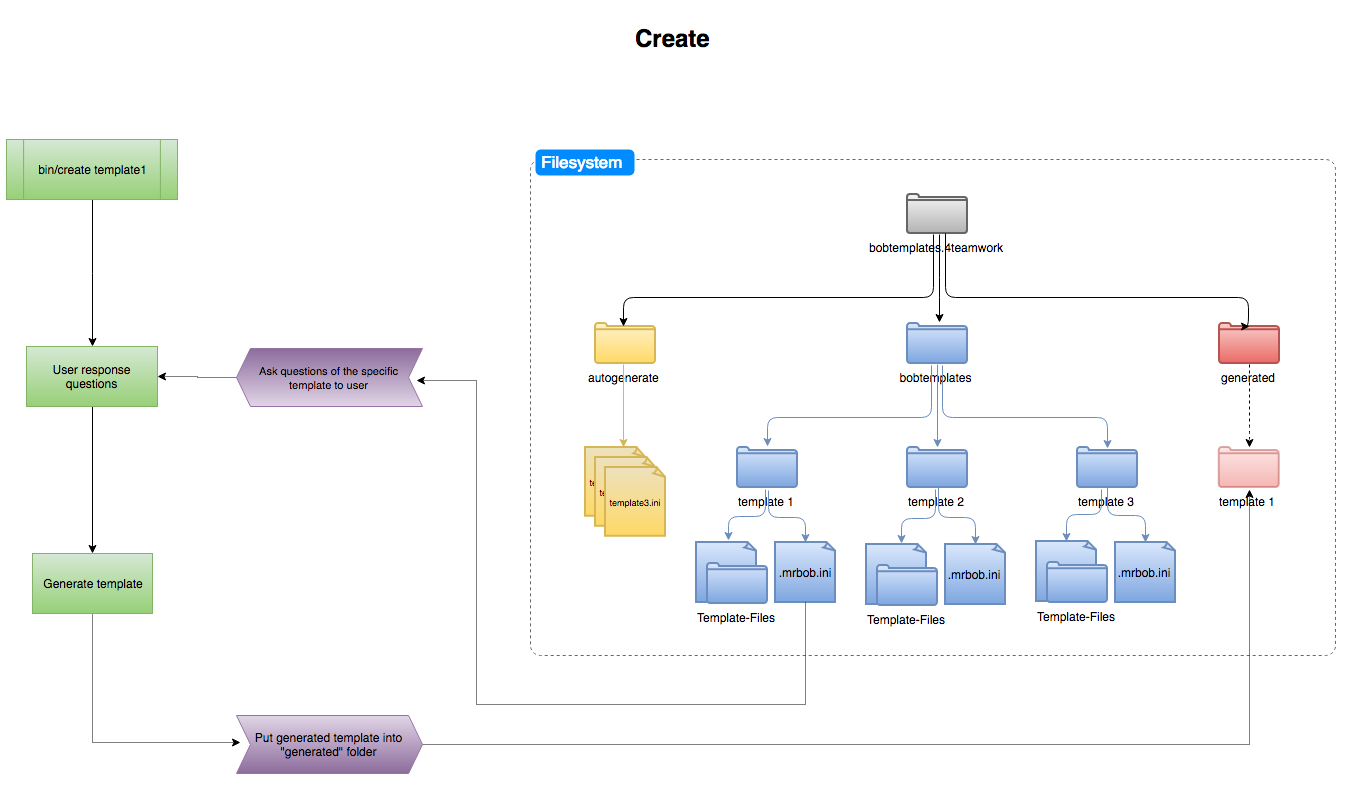 Create
Filesystem
bin/create template1
bobtemplates.4teamwork
User response
questions
Ask questions of the specific
template to user
autogenerate
bobtemplates
generated
te
te
template3.ini
template 1
template 2
template 3
template 1
.mrbob.ini
.mrbob.ini
.mrbob.ini
Generate template
Template-Files
Template-Files
Template-Files
Put generated template into
"generated" folder